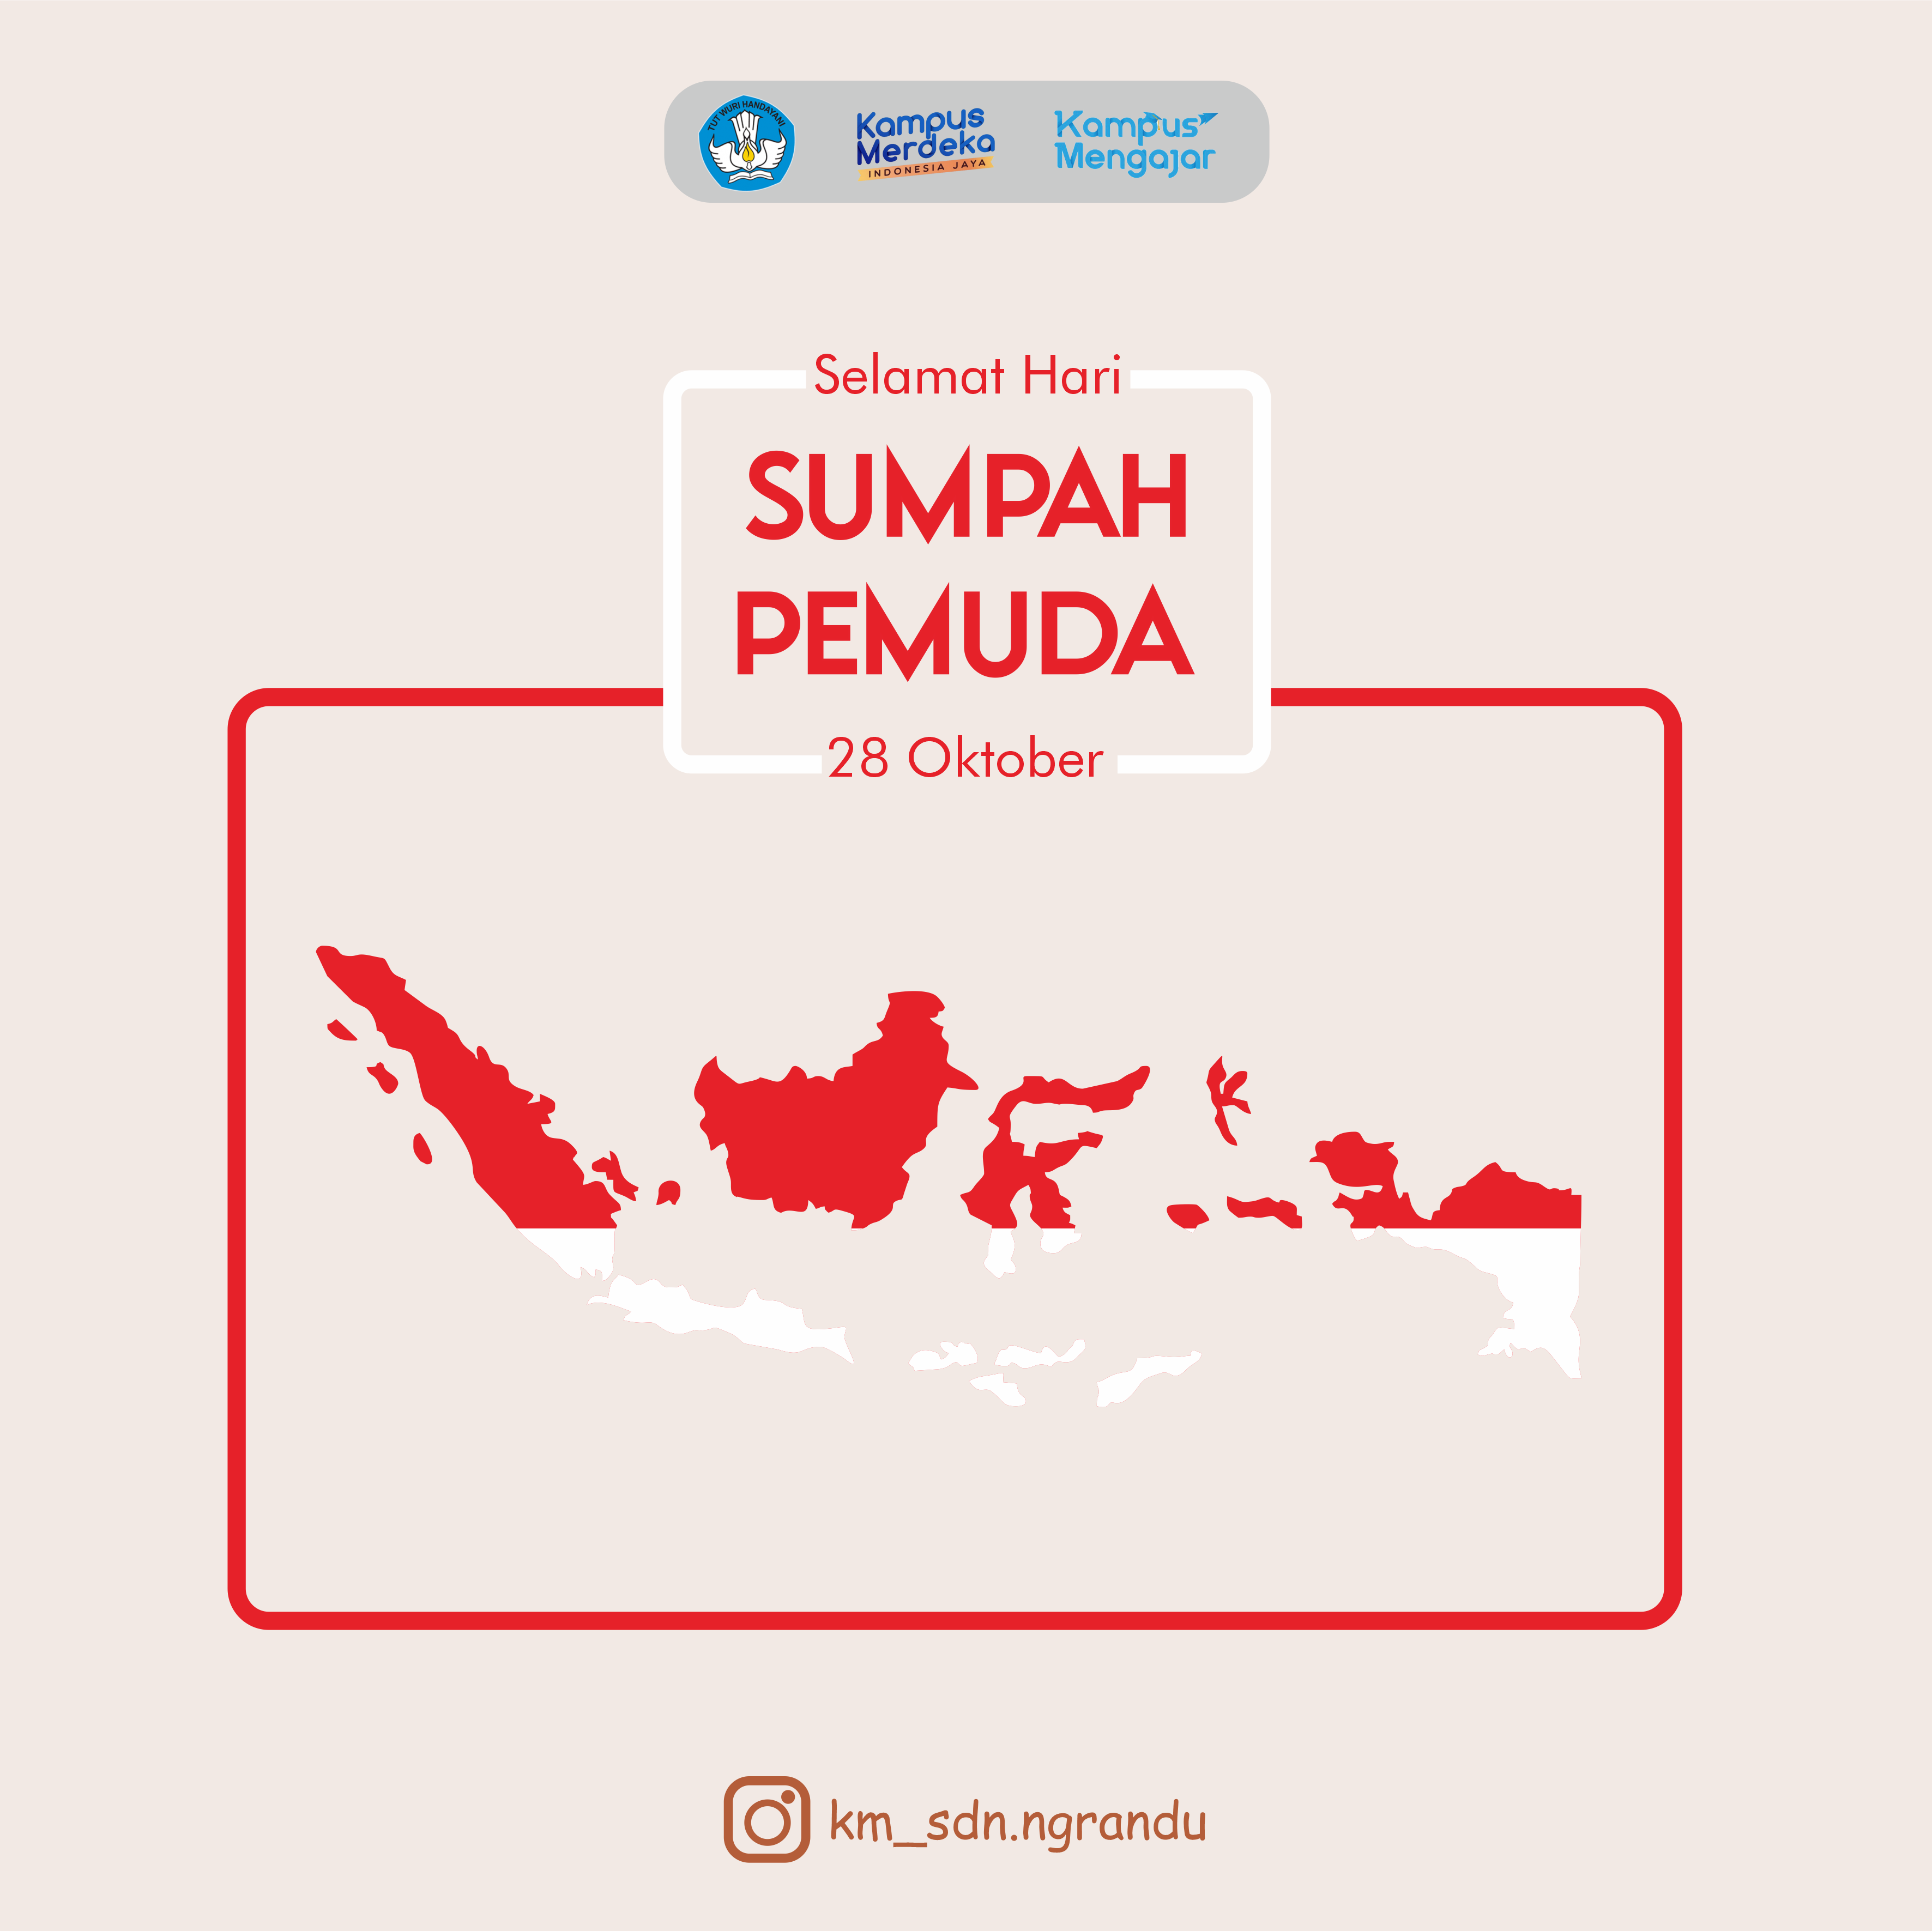 TUT WURI HANDAYANI
Kampus
Merdeka
INDONESIA JAYA
Kampus
Mengajar
Selamat Hari
SUMPAH
PEMUDA
28 Oktober
km_sdn.ngrandu